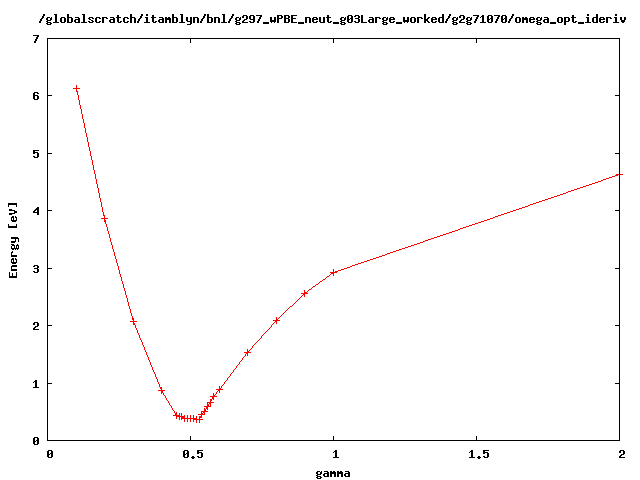 /globalscratch/itamblyn/bnl/g297_wPBE_neut_g03Large_worked/g2g71070/omega_opt_ideriv
7
6
5
4
3
2
1
0
Energy [eV]
0 0.5 1 1.5 2
gamma